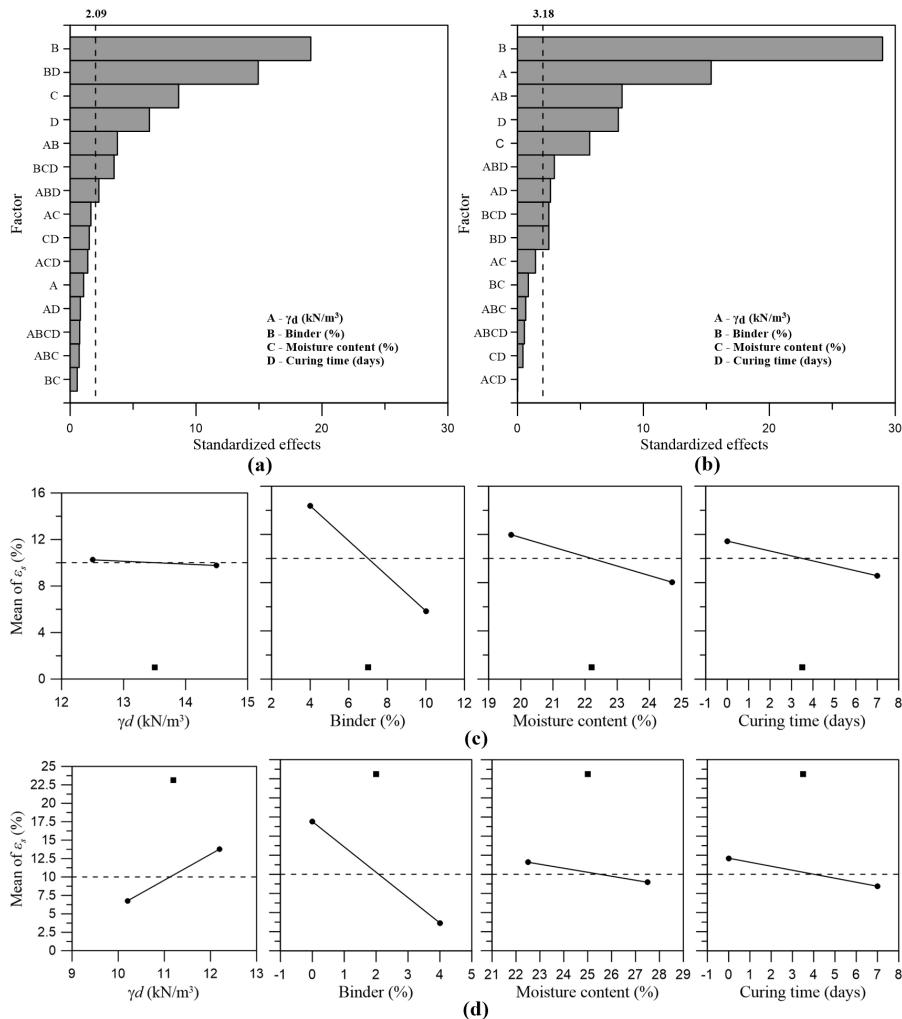 (a)
2.09
Factor
B
BD
C
D
AB
BCD
ABD
AC
CD
ACD
A
AD
ABCD
ABC
BC
A - γd (kN/m³)
B - Binder (%)
C - Moisture content (%)
D - Curing time (days)
0 10 20 30
Standardized effects
(a)
(b)
3.18
Factor
B
A
AB
D
C
ABD
AD
BCD
BD
AC
BC
ABC
ABCD
CD
ACD
A - γd (kN/m³)
B - Binder (%)
C - Moisture content (%)
D - Curing time (days)
0 10 20 30
Standardized effects
(b)
Mean of εs (%)
16
12
8
4
0
12 13 14 15
γd (kN/m³)
2 4 6 8 10 12
Binder (%)
19 20 21 22 23 24 25
Moisture content (%)
-1 0 1 2 3 4 5 6 7 8
Curing time (days)
(c)
Mean of εs (%)
25
22.5
20
17.5
15
12.5
10
7.5
5
2.5
0
9 10 11 12 13
γd (kN/m³)
-1 0 1 2 3 4 5
Binder (%)
21 22 23 24 25 26 27 28 29
Moisture content (%)
-1 0 1 2 3 4 5 6 7 8
Curing time (days)
(d)